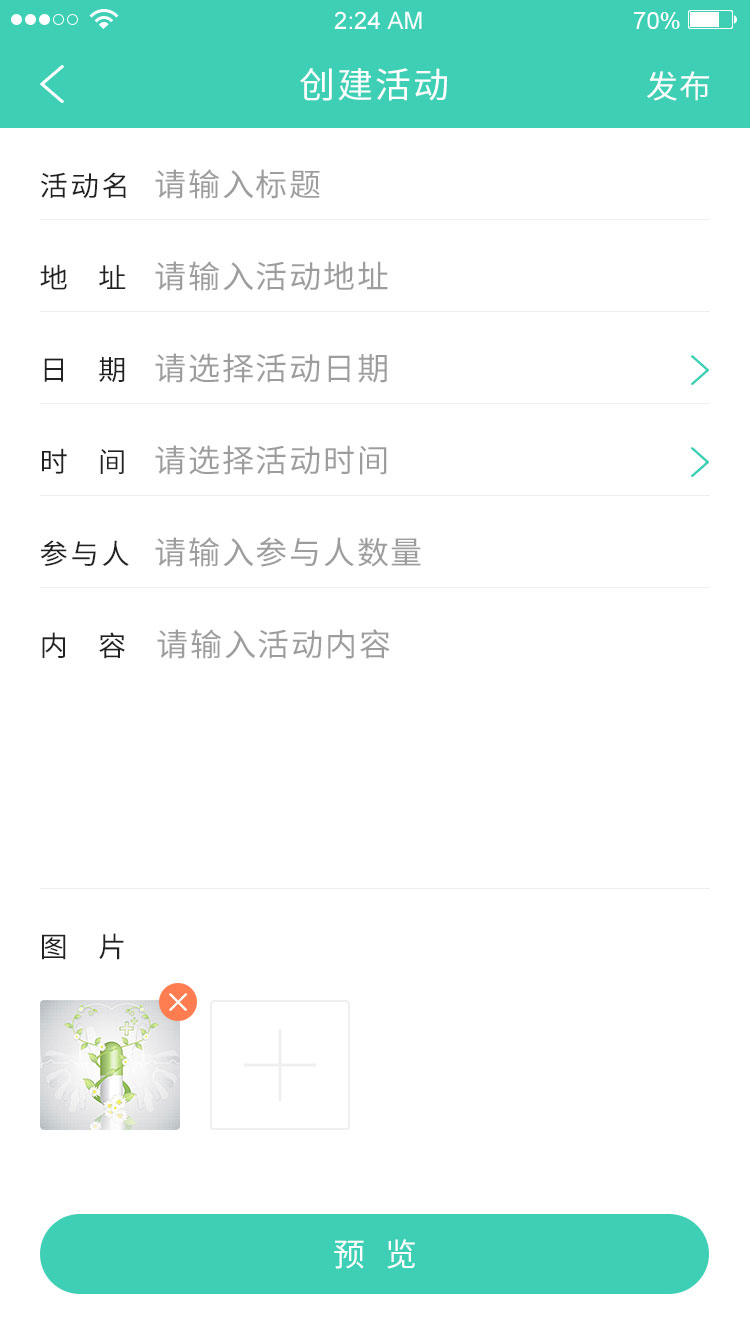 2:24 AM 70%
创建活动 发布
活动名 请输入标题
地 址 请输入活动地址
日 期 请选择活动日期
时 间 请选择活动时间
参与人 请输入参与人数量
内 容 请输入活动内容
图 片
预 览